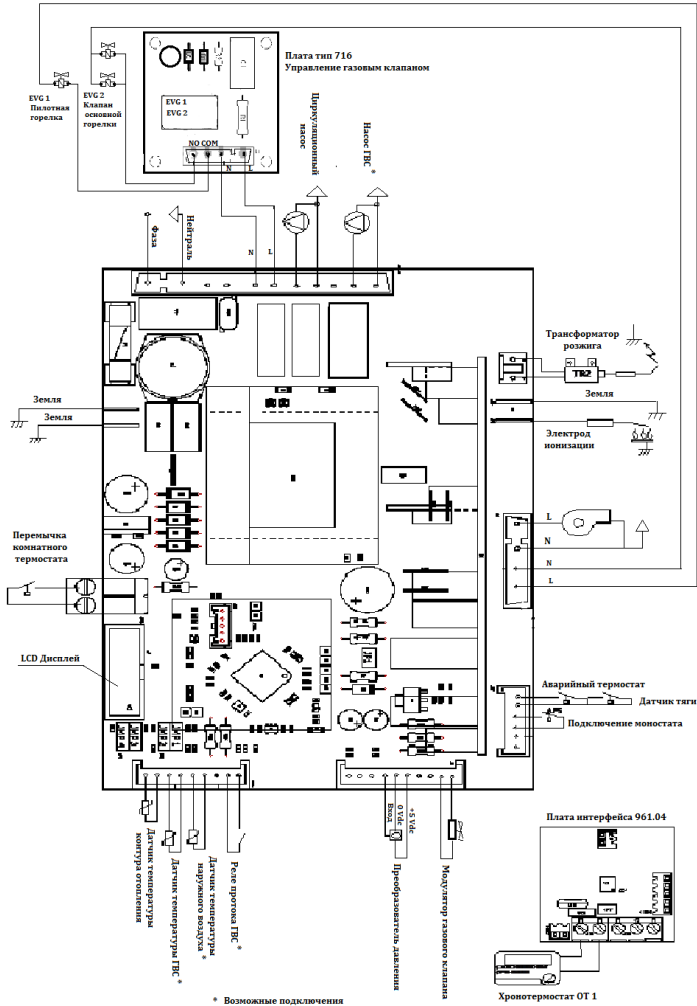 Плата тип 716
Управление газовым клапаном
EVG 1
Пилотная
горелка
EVG 2
Клапан
основной
горелки
EVG 1
EVG 2
NO COM
N
L
Циркуляционный
насос
Насос ГВС *
Фаза
Нейтраль
N
L
Трансформатор
розжига
TR2
Земля
Земля
Земля
Электрод
ионизации
L
N
N
L
Перемычка
комнатного
термостата
LCD Дисплей
Аварийный термостат
Датчик тяги
Подключение моностата
Датчик температуры
контура отопления
Датчик температуры ГВС *
Датчик температуры
наружного воздуха *
Реле протока ГВС *
Вход
0 Vdc
+5 Vdc
Преобразователь давления
Модулятор газового клапана
Плата интерфейса 961.04
Хронотермостат ОТ 1
* Возможные подключения